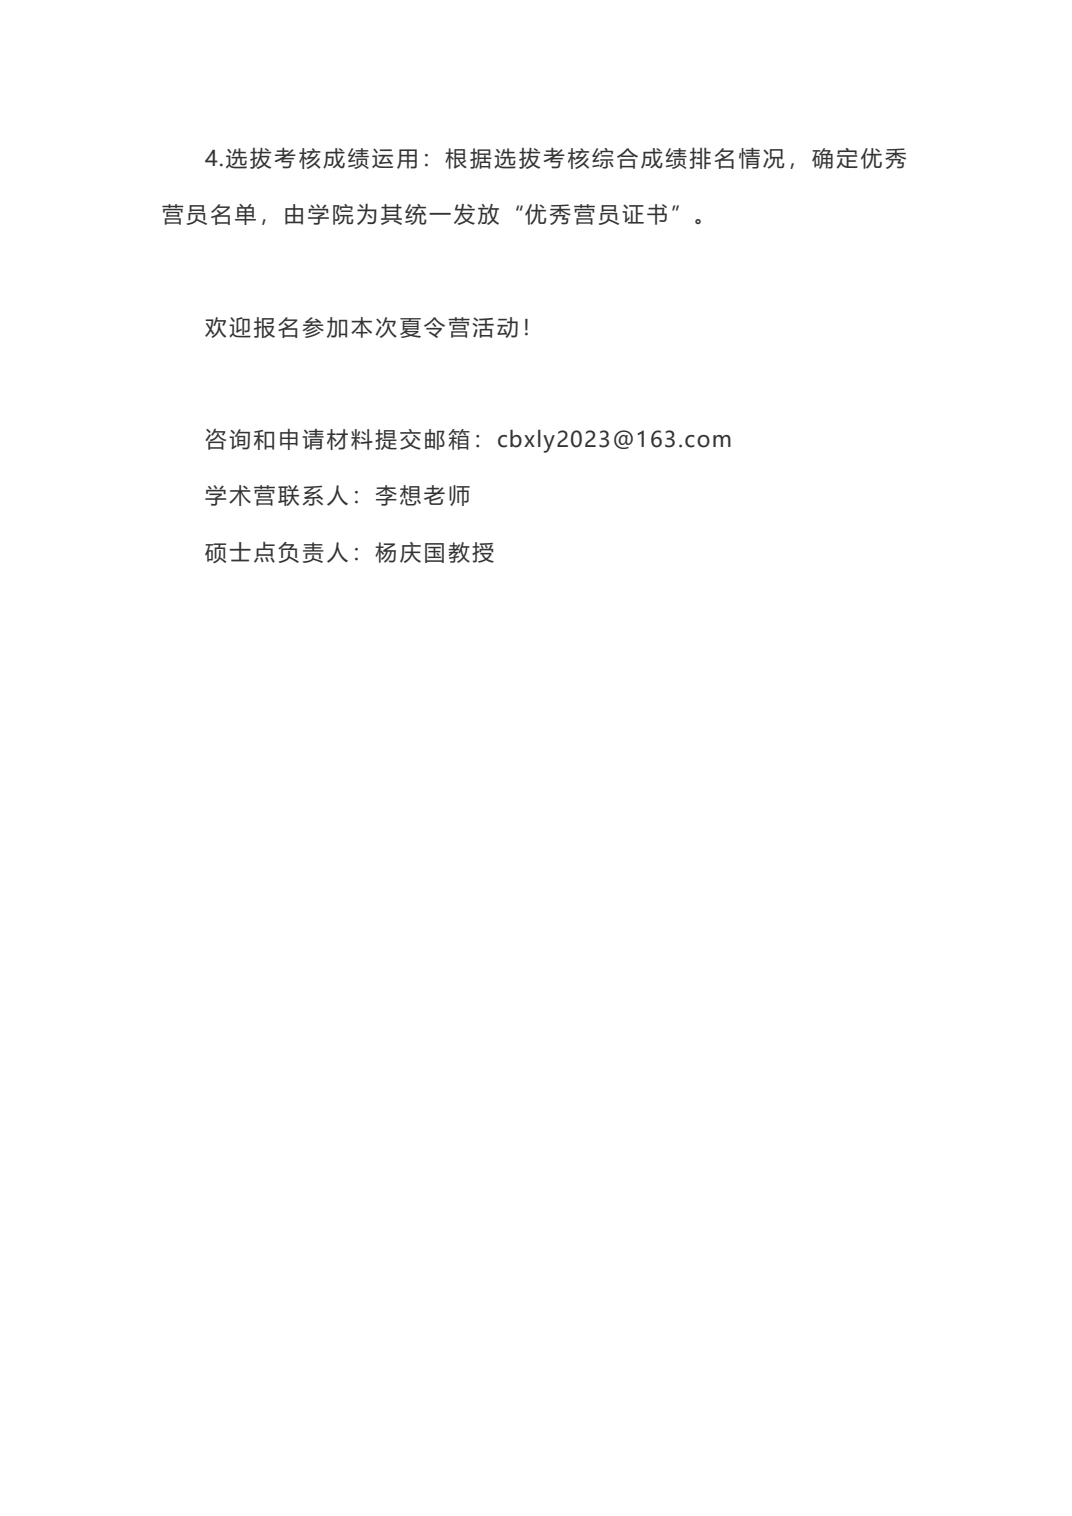 4.选拔考核成绩运用：根据选拔考核综合成绩排名情况，确定优秀
营员名单，由学院为其统一发放“优秀营员证书”。
欢迎报名参加本次夏令营活动！
咨询和申请材料提交邮箱：cbxly2023@163.com
学术营联系人：李想老师
硕士点负责人：杨庆国教授